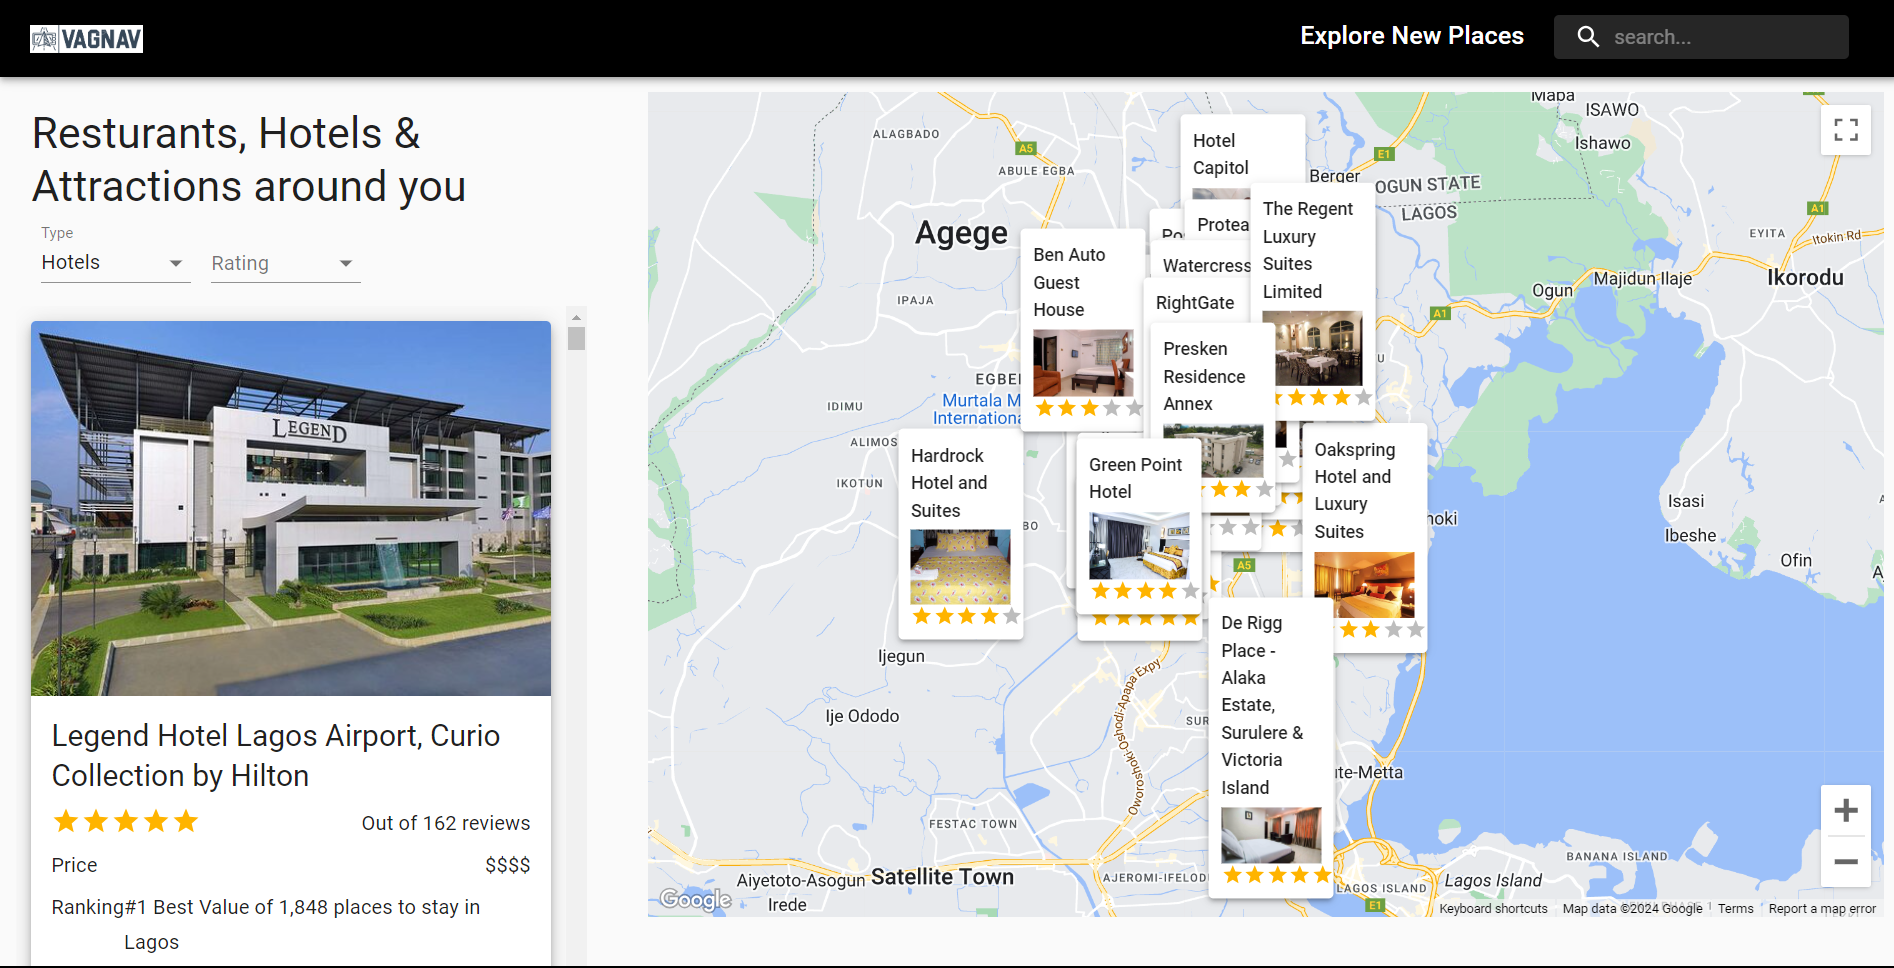 VAGNAV
Explore New Places
search...
Resturants, Hotels &
Attractions around you
Type
Hotels
Rating
LEGEND
Legend Hotel Lagos Airport, Curio
Collection by Hilton
Out of 162 reviews
Price
$$$$
Ranking#1 Best Value of 1,848 places to stay in
Lagos
Maba
ISAWO
Ishawo
ALAGBADO
A5
ABULE EGBA
E1
Berger
OGUN STATE
LAGOS
A1
EYITA
Itokin Rd
Agege
Ikorodu
Majidun Ilaje
Ogun
IPAJA
A1
EGBE
IDIMU
Murtala M
Internationa
ALIMOS
IKOTUN
Isasi
Ibeshe
Ofin
A5
Ijegun
Ije Ododo
SUR
Oworoshoki-Oshodi-Apapa Expy
ute-Metta
FESTAC TOWN
Aiyetoto-Asogun
Satellite Town
AJEROMI-IFELOD
Irede
BANANA ISLAND
LAGOS ISLAND
Lagos Island
E1
Hotel
Capitol
Protea
Po
Watercress
RightGate
The Regent
Luxury
Suites
Limited
Ben Auto
Guest
House
Presken
Residence
Annex
Hardrock
Hotel and
Suites
Green Point
Hotel
Oakspring
Hotel and
Luxury
Suites
De Rigg
Place -
Alaka
Estate,
Surulere &
Victoria
Island
Google
Keyboard shortcuts
Map data ©2024 Google
Terms
Report a map error